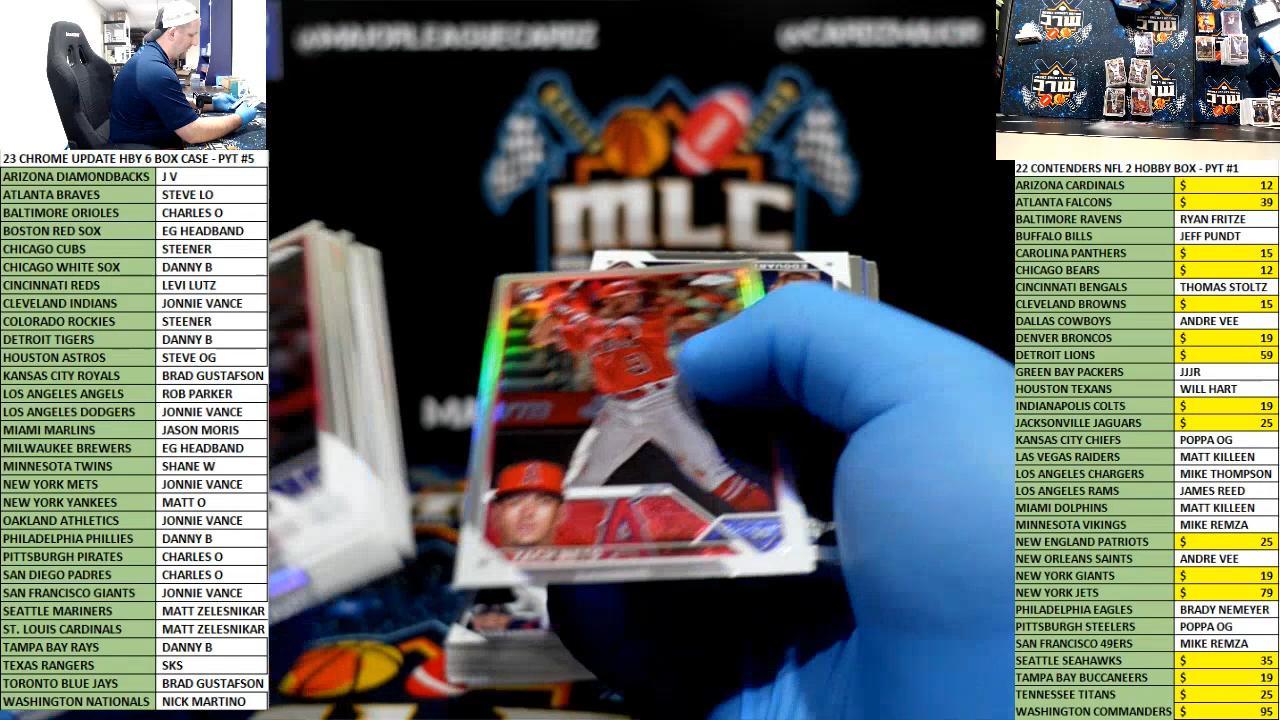 MLC
23 CHROME UPDATE HBY 6 BOX CASE - PYT #5
ARIZONA DIAMONDBACKS J V
ATLANTA BRAVES STEVE LO
BALTIMORE ORIOLES CHARLES O
BOSTON RED SOX EG HEADBAND
CHICAGO CUBS STEENER
CHICAGO WHITE SOX DANNY B
CINCINNATI REDS LEVI LUTZ
CLEVELAND INDIANS JONNIE VANCE
COLORADO ROCKIES STEENER
DETROIT TIGERS DANNY B
HOUSTON ASTROS STEVE OG
KANSAS CITY ROYALS BRAD GUSTAFSON
LOS ANGELES ANGELS ROB PARKER
LOS ANGELES DODGERS JONNIE VANCE
MIAMI MARLINS JASON MORIS
MILWAUKEE BREWERS EG HEADBAND
MINNESOTA TWINS SHANE W
NEW YORK METS JONNIE VANCE
NEW YORK YANKEES MATT O
OAKLAND ATHLETICS JONNIE VANCE
PHILADELPHIA PHILLIES DANNY B
PITTSBURGH PIRATES CHARLES O
SAN DIEGO PADRES CHARLES O
SAN FRANCISCO GIANTS JONNIE VANCE
SEATTLE MARINERS MATT ZELESNIKAR
ST. LOUIS CARDINALS MATT ZELESNIKAR
TAMPA BAY RAYS DANNY B
TEXAS RANGERS SKS
TORONTO BLUE JAYS BRAD GUSTAFSON
WASHINGTON NATIONALS NICK MARTINO
22 CONTENDERS NFL 2 HOBBY BOX - PYT #1
ARIZONA CARDINALS $ 12
ATLANTA FALCONS $ 39
BALTIMORE RAVENS RYAN FRITZE
BUFFALO BILLS JEFF PUNDT
CAROLINA PANTHERS $ 15
CHICAGO BEARS $ 12
CINCINNATI BENGALS THOMAS STOLTZ
CLEVELAND BROWNS $ 15
DALLAS COWBOYS ANDRE VEE
DENVER BRONCOS $ 19
DETROIT LIONS $ 59
GREEN BAY PACKERS JJJR
HOUSTON TEXANS WILL HART
INDIANAPOLIS COLTS $ 19
JACKSONVILLE JAGUARS $ 25
KANSAS CITY CHIEFS POPPA OG
LAS VEGAS RAIDERS MATT KILLEEN
LOS ANGELES CHARGERS MIKE THOMPSON
LOS ANGELES RAMS JAMES REED
MIAMI DOLPHINS MATT KILLEEN
MINNESOTA VIKINGS MIKE REMZA
NEW ENGLAND PATRIOTS $ 25
NEW ORLEANS SAINTS ANDRE VEE
NEW YORK GIANTS $ 19
NEW YORK JETS $ 79
PHILADELPHIA EAGLES BRADY NEMEYER
PITTSBURGH STEELERS POPPA OG
SAN FRANCISCO 49ERS MIKE REMZA
SEATTLE SEAHAWKS $ 35
TAMPA BAY BUCCANEERS $ 19
TENNESSEE TITANS $ 25
WASHINGTON COMMANDERS $ 95